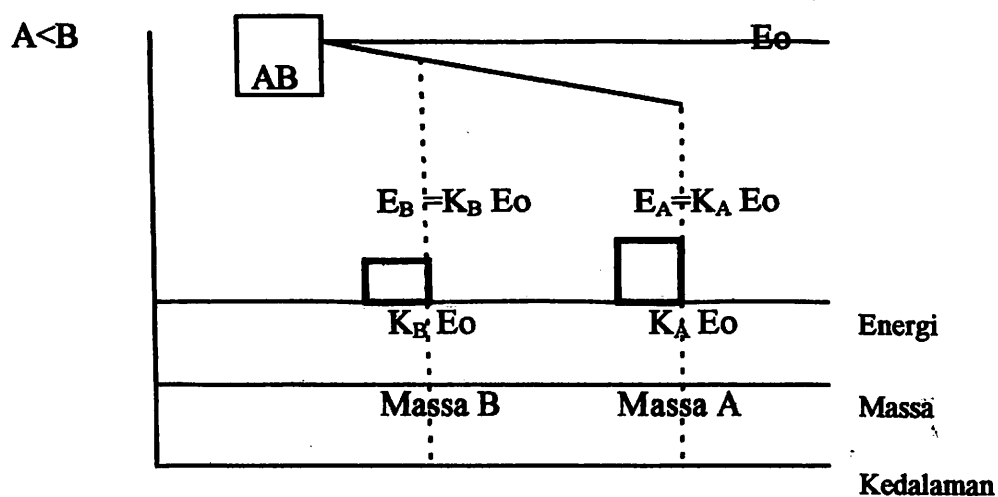 A<B
Eo
AB
E_B=K_B Eo E_A=K_A Eo
K_B Eo K_A Eo
Energi
Massa B Massa A
Massa
Kedalaman